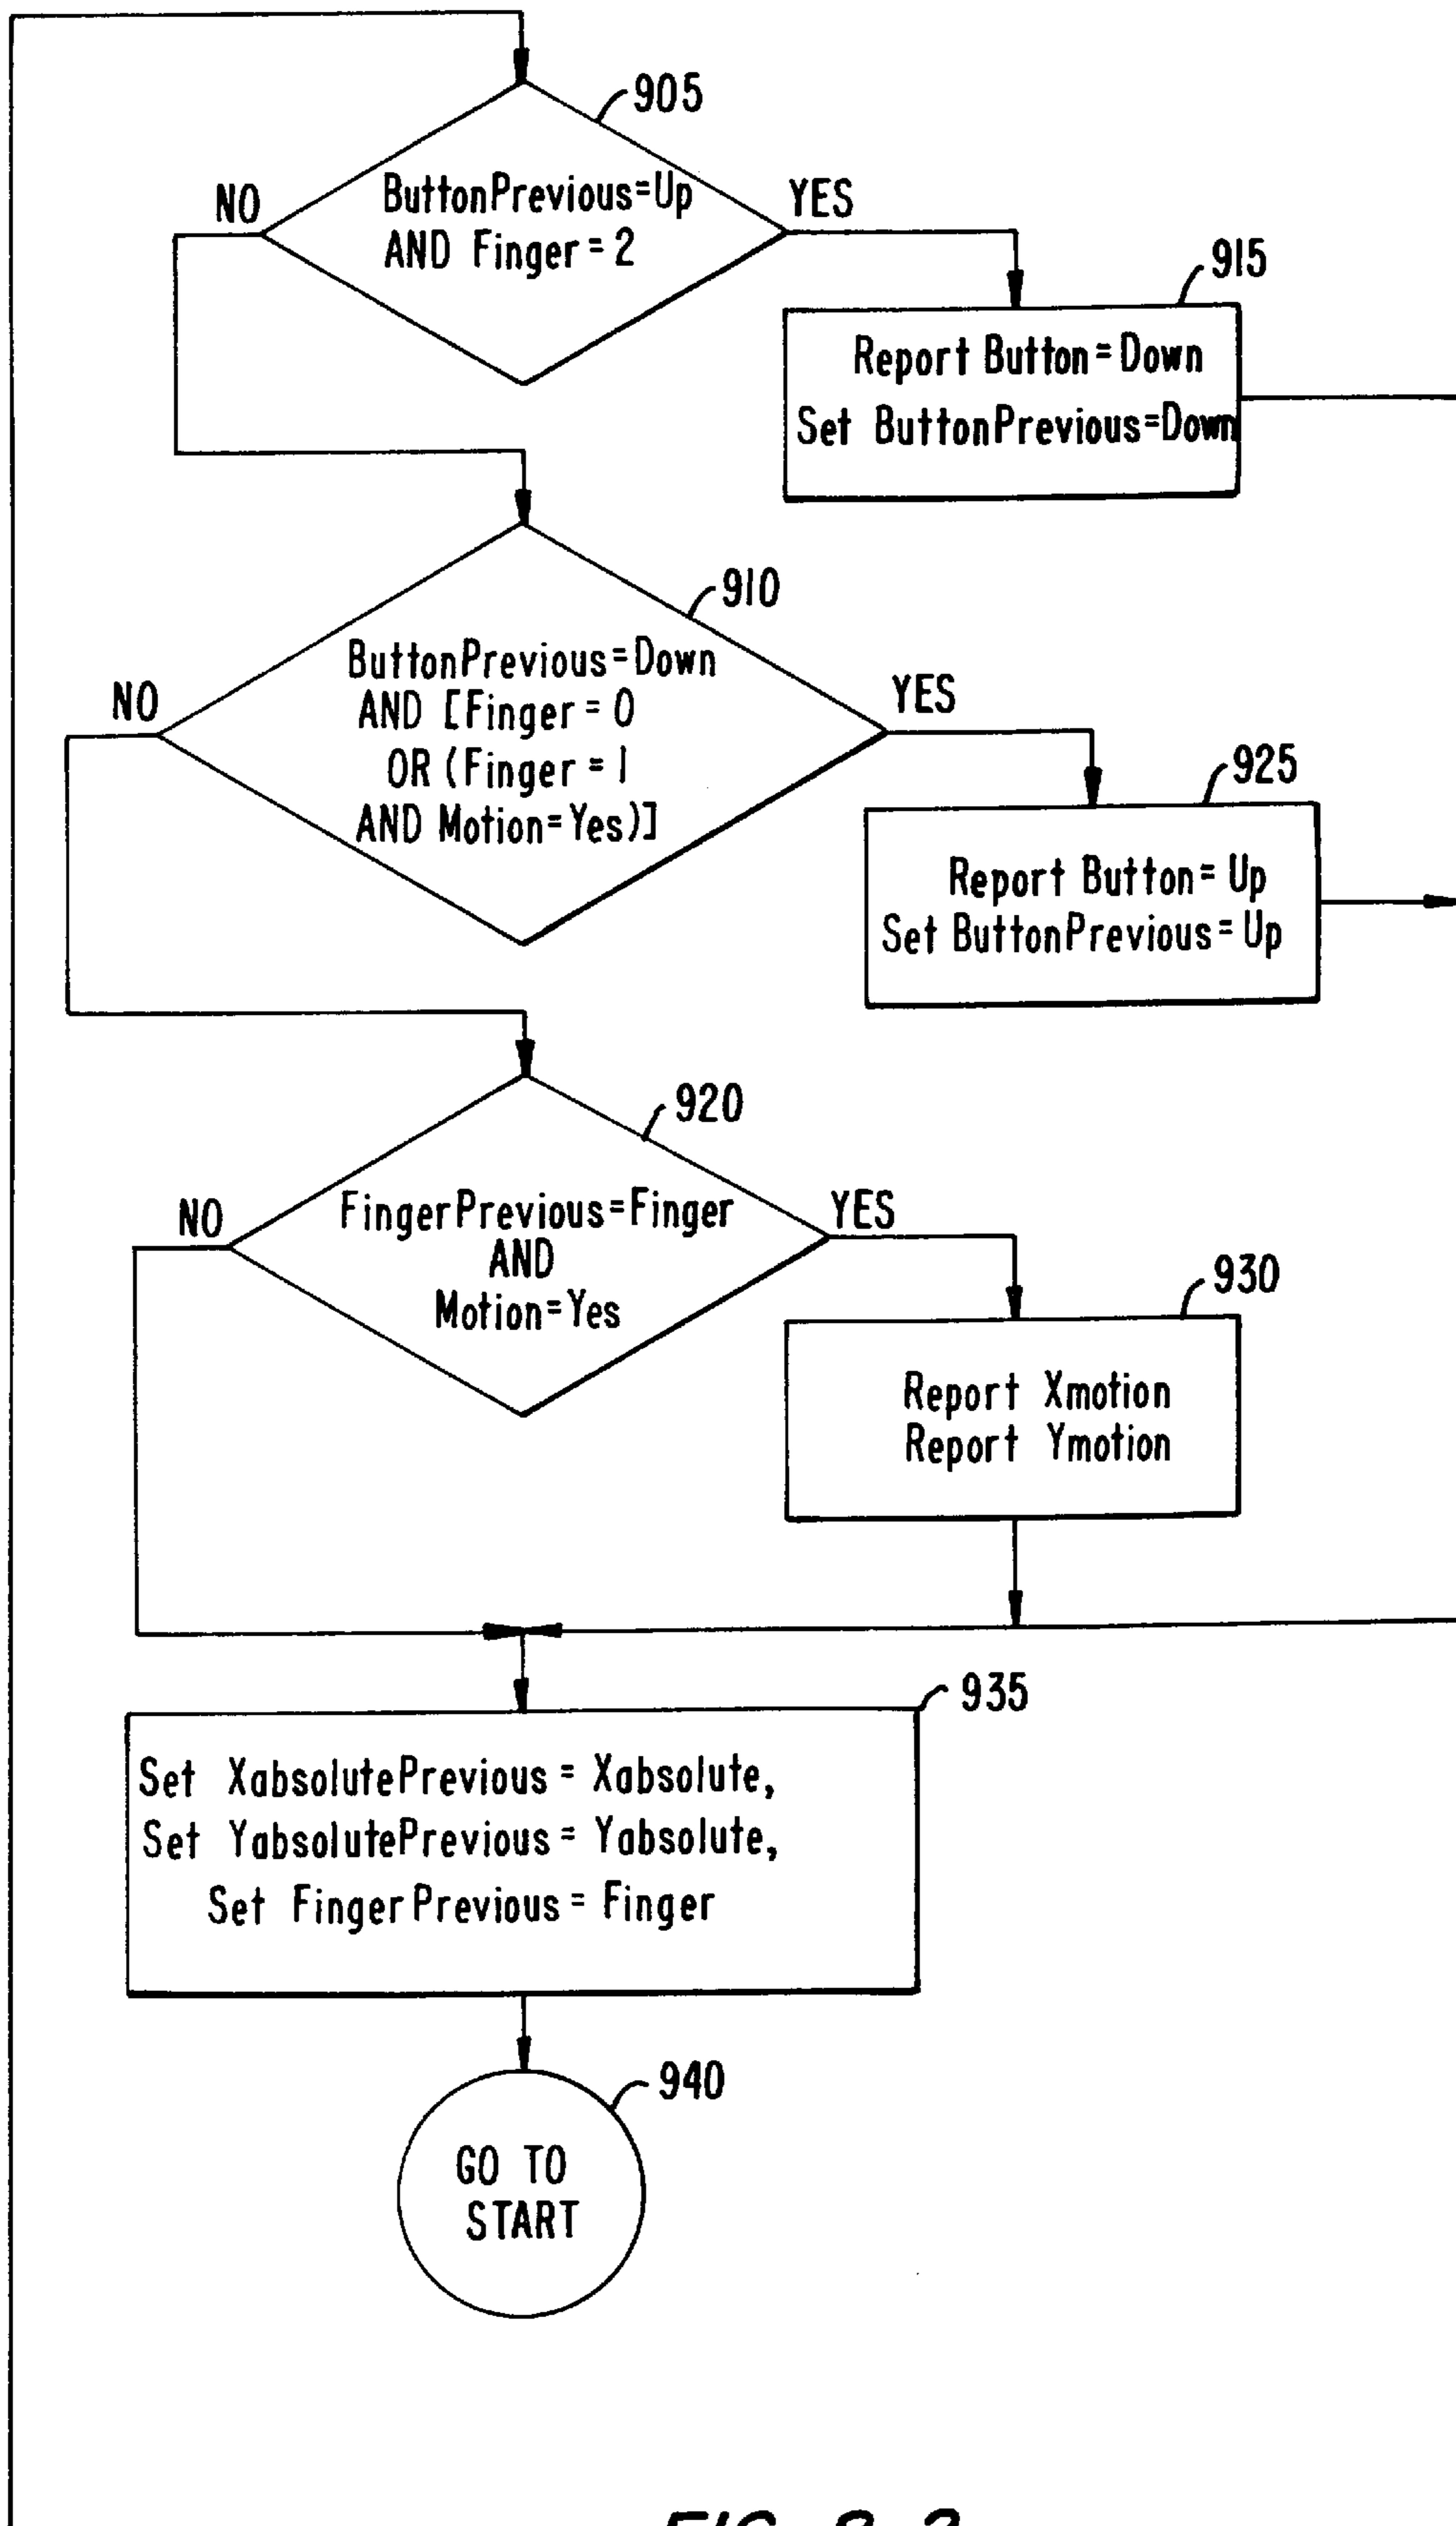 905
ButtonPrevious=Up
AND Finger=2
NO
YES
915
Report Button=Down
Set ButtonPrevious=Down
910
ButtonPrevious=Down
AND [Finger=0
OR (Finger=1
AND Motion=Yes)]
NO
YES
925
Report Button=Up
Set ButtonPrevious=Up
920
FingerPrevious=Finger
AND
Motion=Yes
NO
YES
930
Report Xmotion
Report Ymotion
935
Set XabsolutePrevious = Xabsolute,
Set YabsolutePrevious = Yabsolute,
Set FingerPrevious = Finger
940
GO TO
START